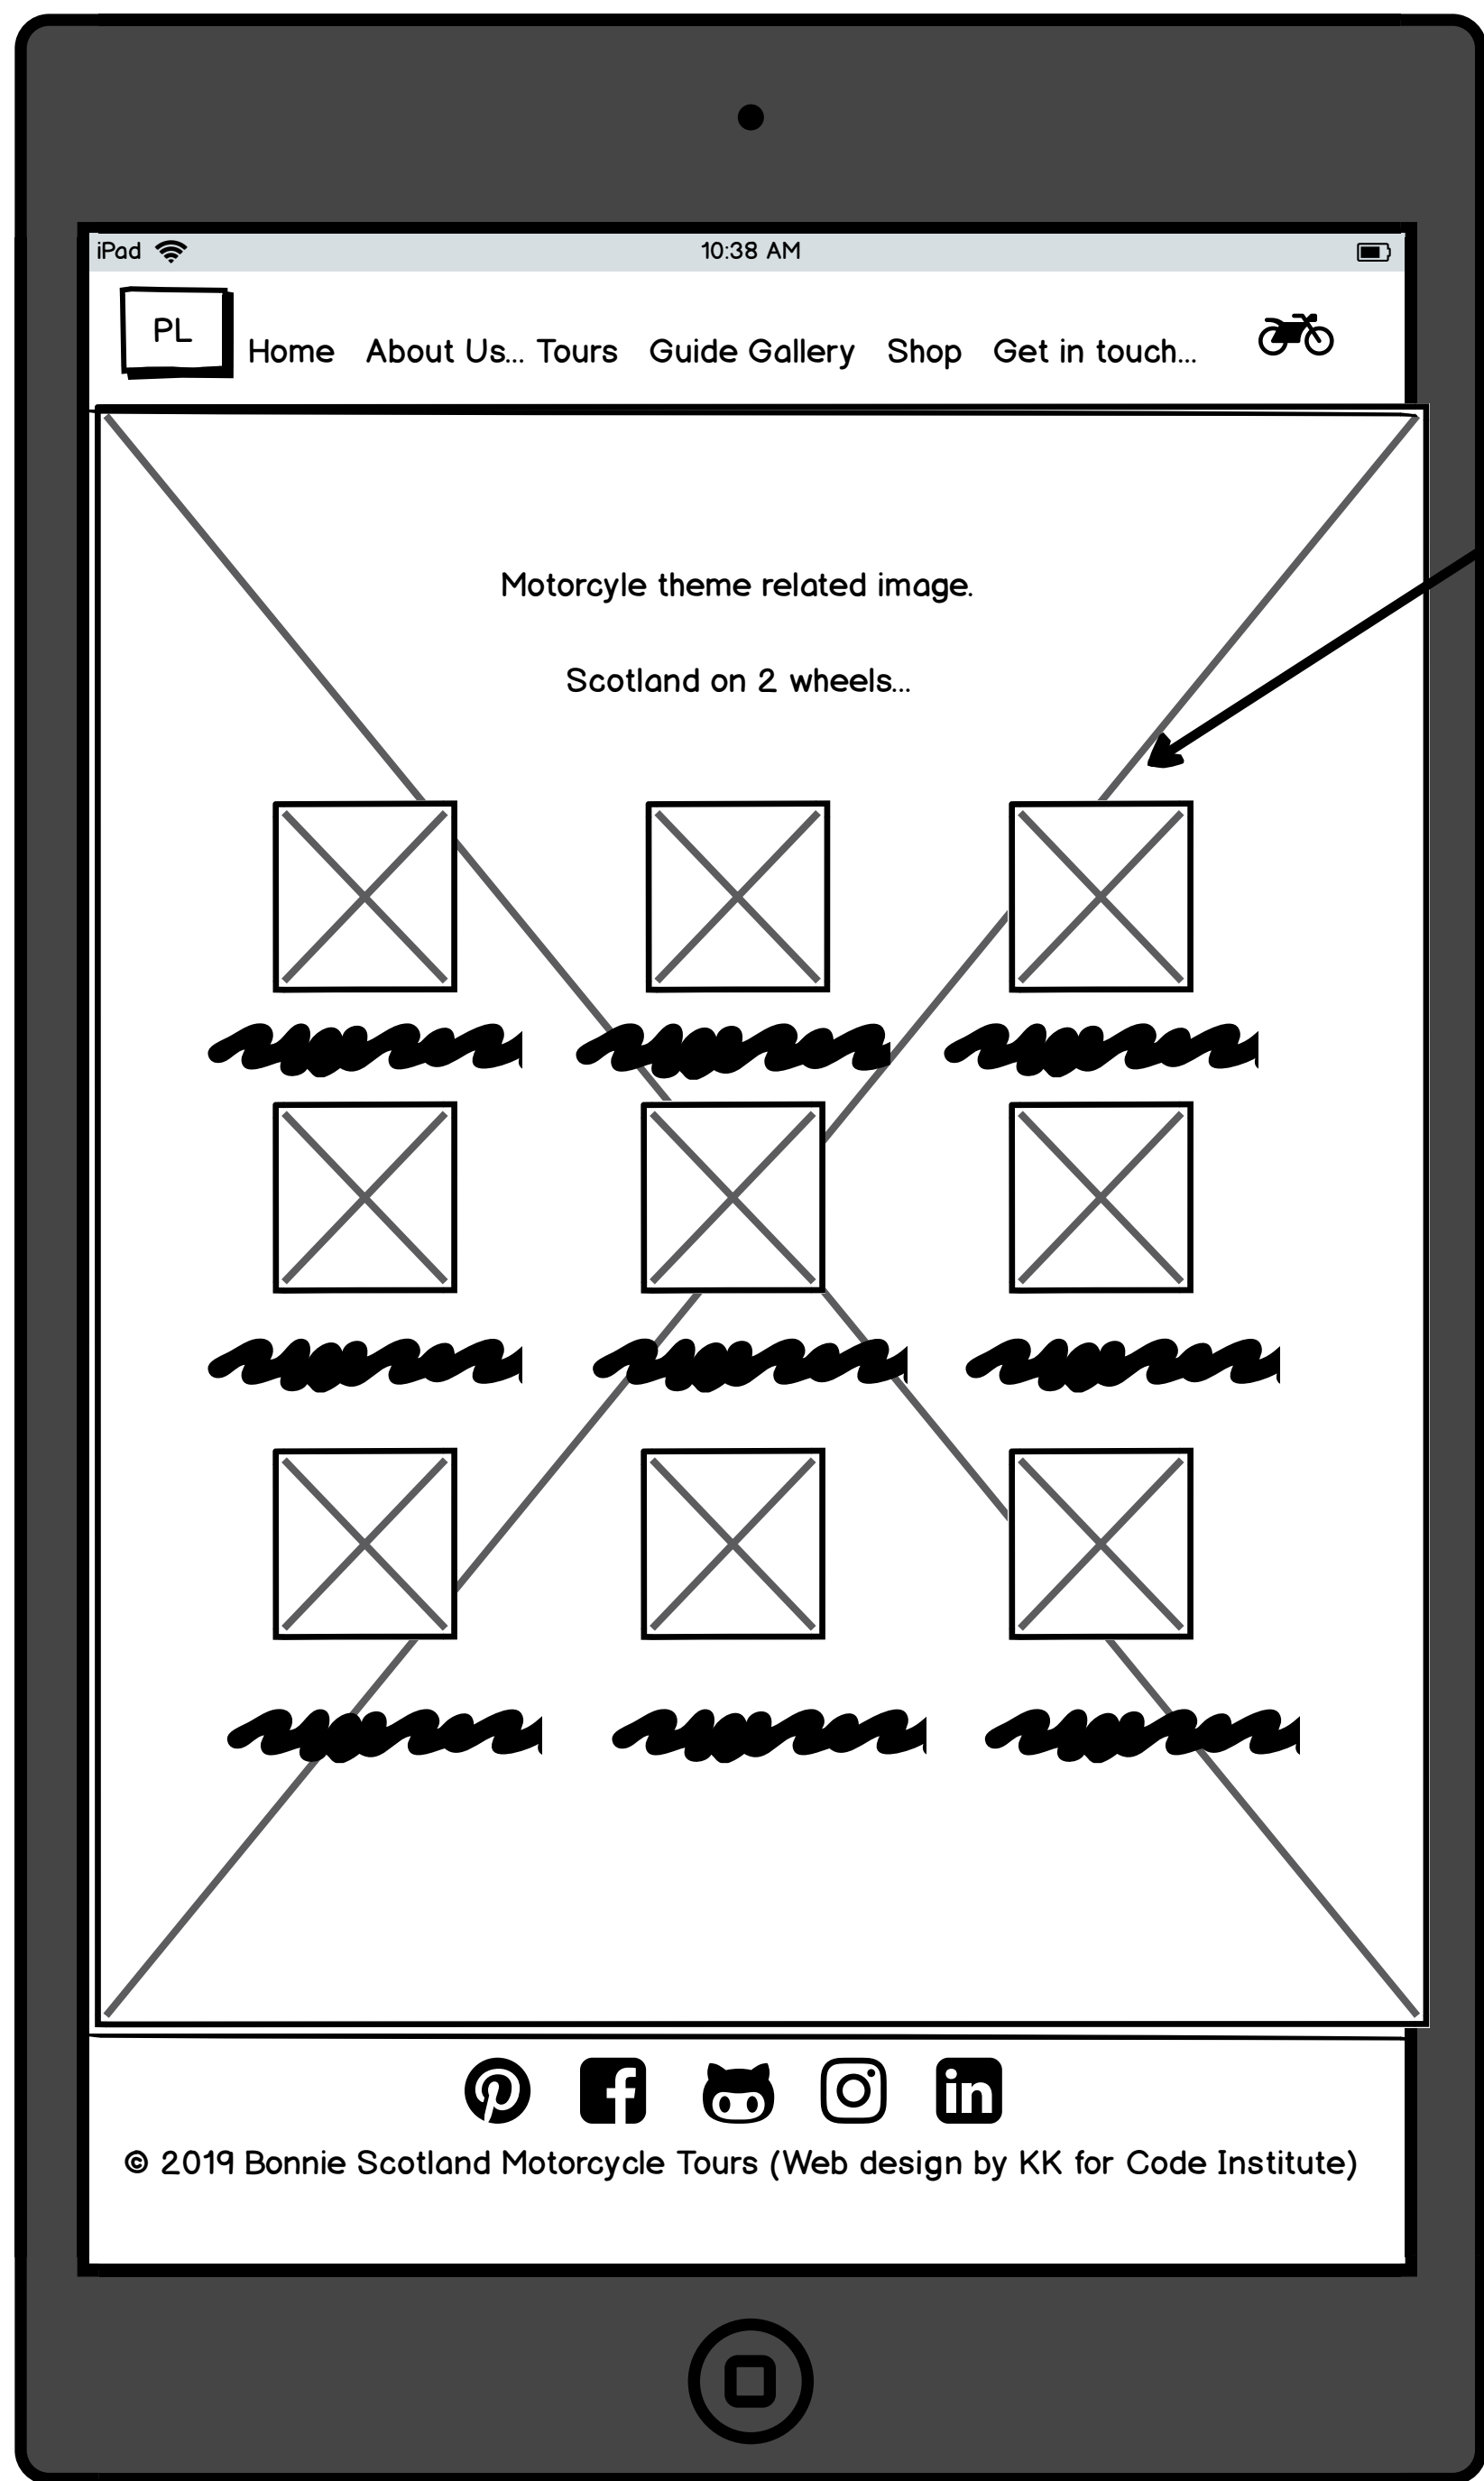 iPad 10:38 AM
PL
Home About Us... Tours Guide Gallery Shop Get in touch...
Motorcyle theme related image.
Scotland on 2 wheels...
© 2019 Bonnie Scotland Motorcycle Tours (Web design by KK for Code Institute)